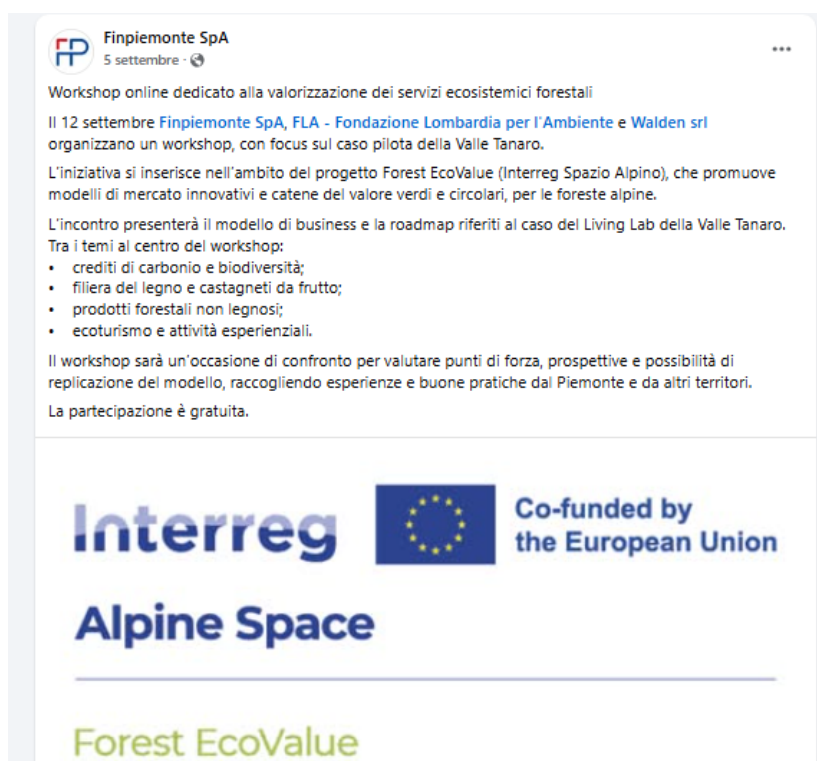 Finpiemonte SpA
5 settembre ·
Workshop online dedicato alla valorizzazione dei servizi ecosistemici forestali
Il 12 settembre Finpiemonte SpA, FLA - Fondazione Lombardia per l'Ambiente e Walden srl
organizzano un workshop, con focus sul caso pilota della Valle Tanaro.
L'iniziativa si inserisce nell'ambito del progetto Forest EcoValue (Interreg Spazio Alpino), che promuove
modelli di mercato innovativi e catene del valore verdi e circolari, per le foreste alpine.
L'incontro presenterà il modello di business e la roadmap riferiti al caso del Living Lab della Valle Tanaro.
Tra i temi al centro del workshop:
• crediti di carbonio e biodiversità;
• filiera del legno e castagneti da frutto;
• prodotti forestali non legnosi;
• ecoturismo e attività esperienziali.
Il workshop sarà un'occasione di confronto per valutare punti di forza, prospettive e possibilità di
replicazione del modello, raccogliendo esperienze e buone pratiche dal Piemonte e da altri territori.
La partecipazione è gratuita.
Interreg
Co-funded by
the European Union
Alpine Space
Forest EcoValue